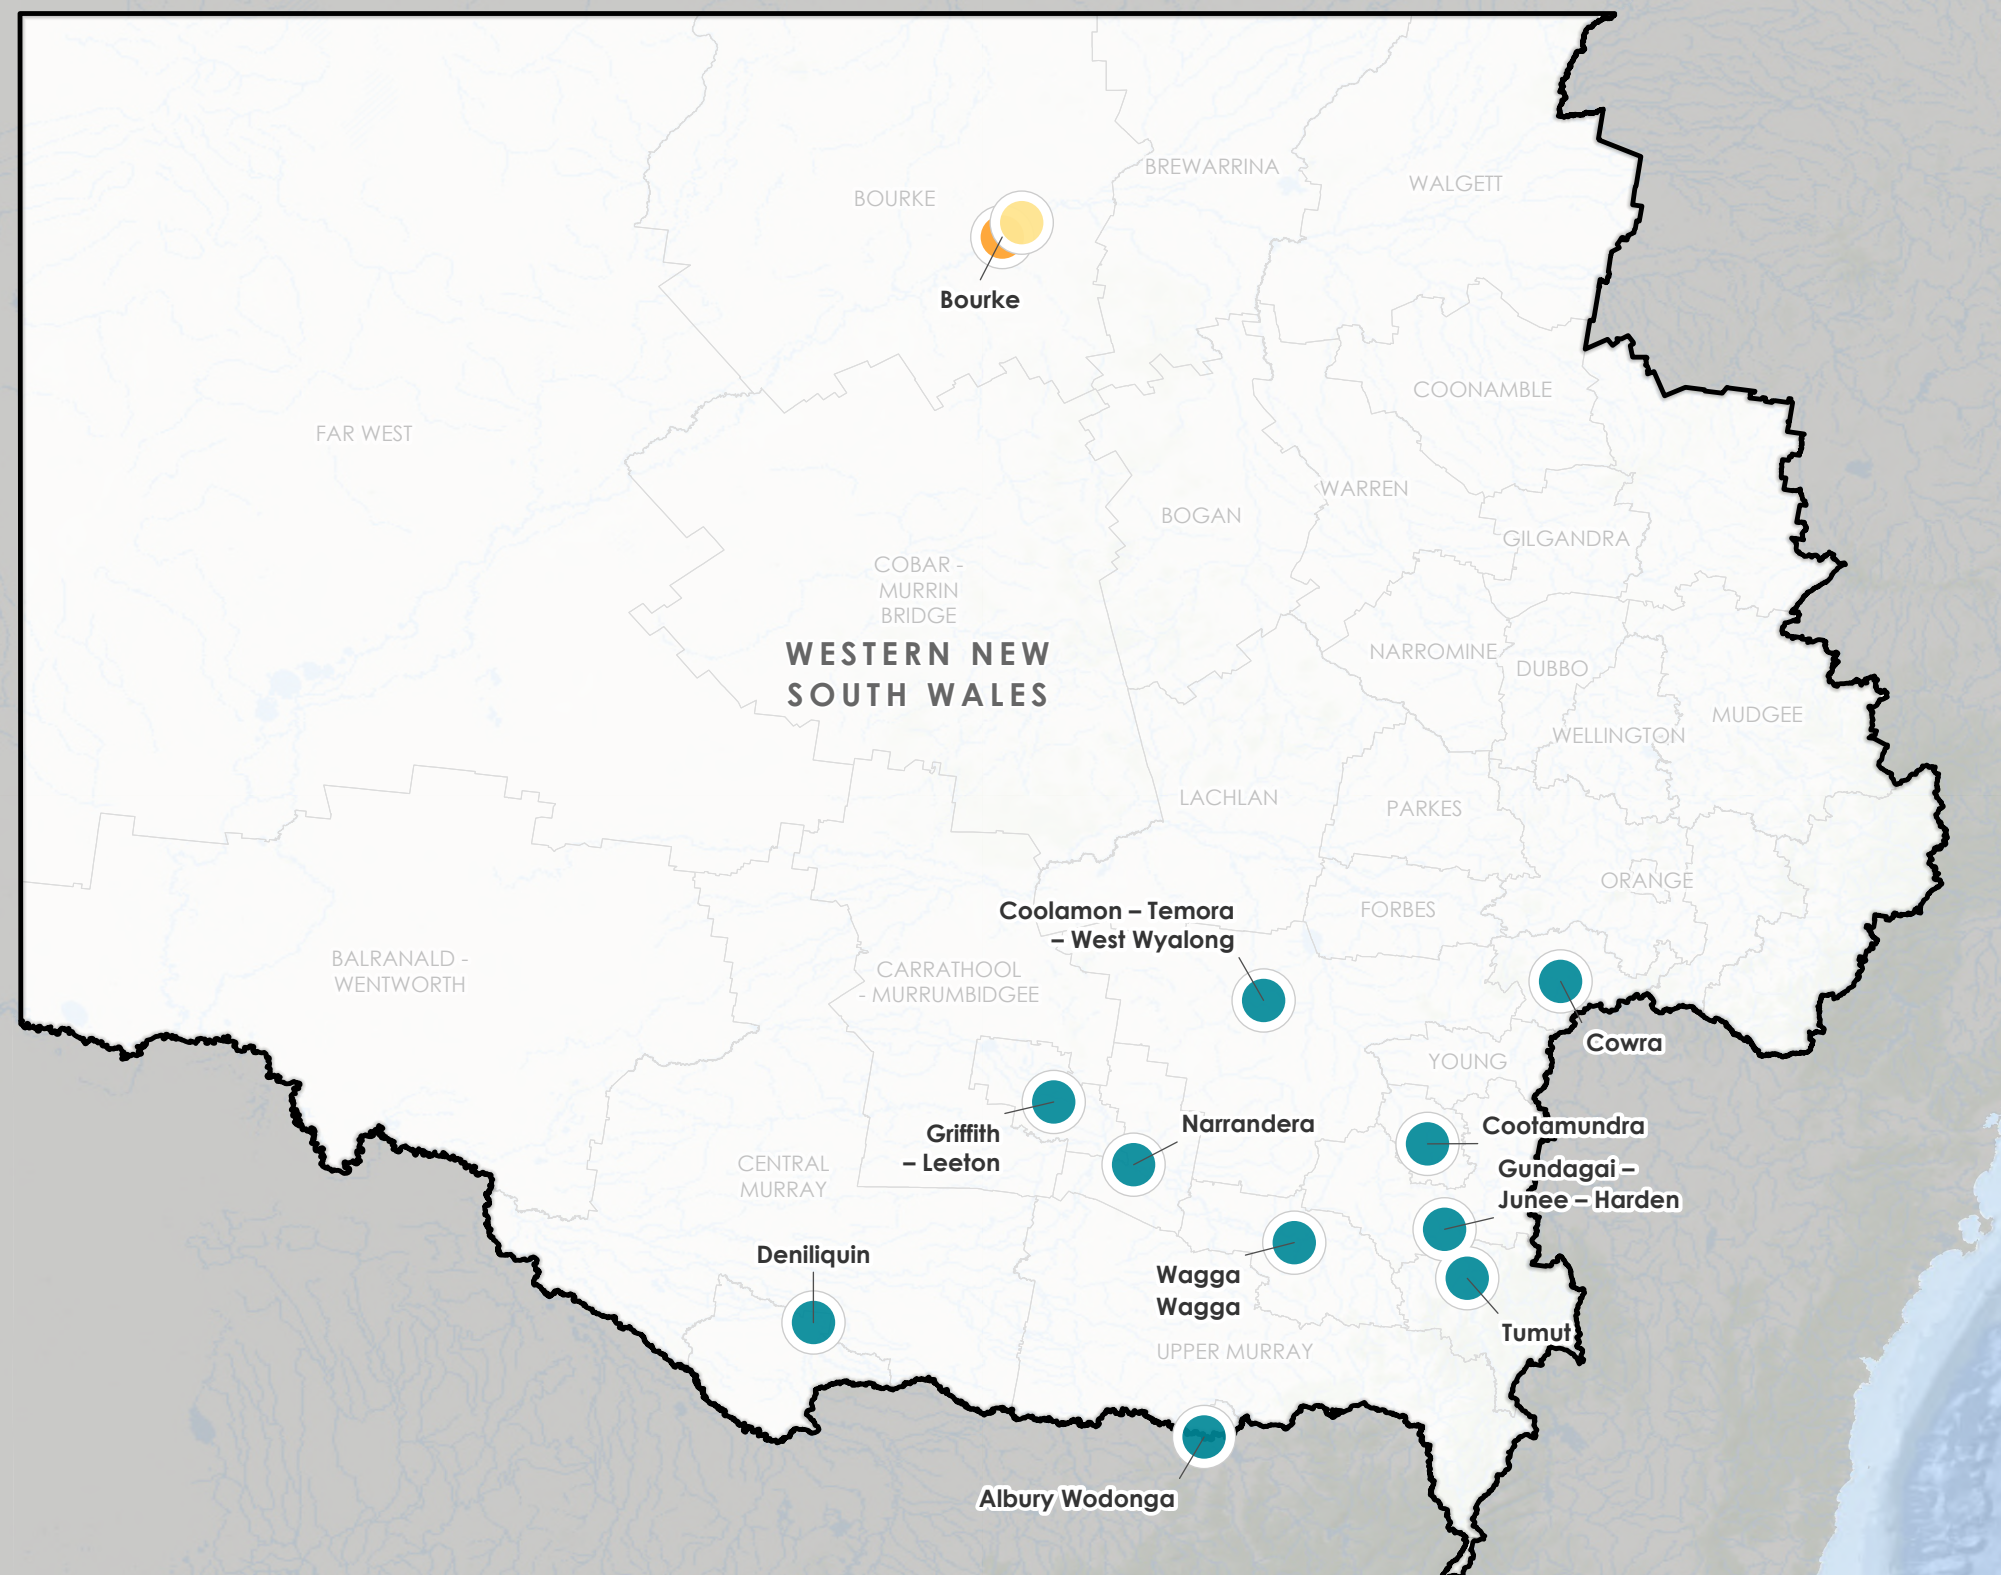 BREWARRINA
WALGETT
BOURKE
Bourke
COONAMBLE
FAR WEST
WARREN
BOGAN
GILGANDRA
COBAR -
MURRIN
BRIDGE
WESTERN NEW
SOUTH WALES
NARROMINE
DUBBO
MUDGEE
WELLINGTON
LACHLAN
PARKES
ORANGE
FORBES
Coolamon – Temora
– West Wyalong
BALRANALD -
WENTWORTH
CARRATHOOL
- MURRUMBIDGEE
Cowra
YOUNG
Griffith
– Leeton
Narrandera
Cootamundra
CENTRAL
MURRAY
Gundagai –
Junee – Harden
Deniliquin
Wagga
Wagga
Tumut
UPPER MURRAY
Albury Wodonga